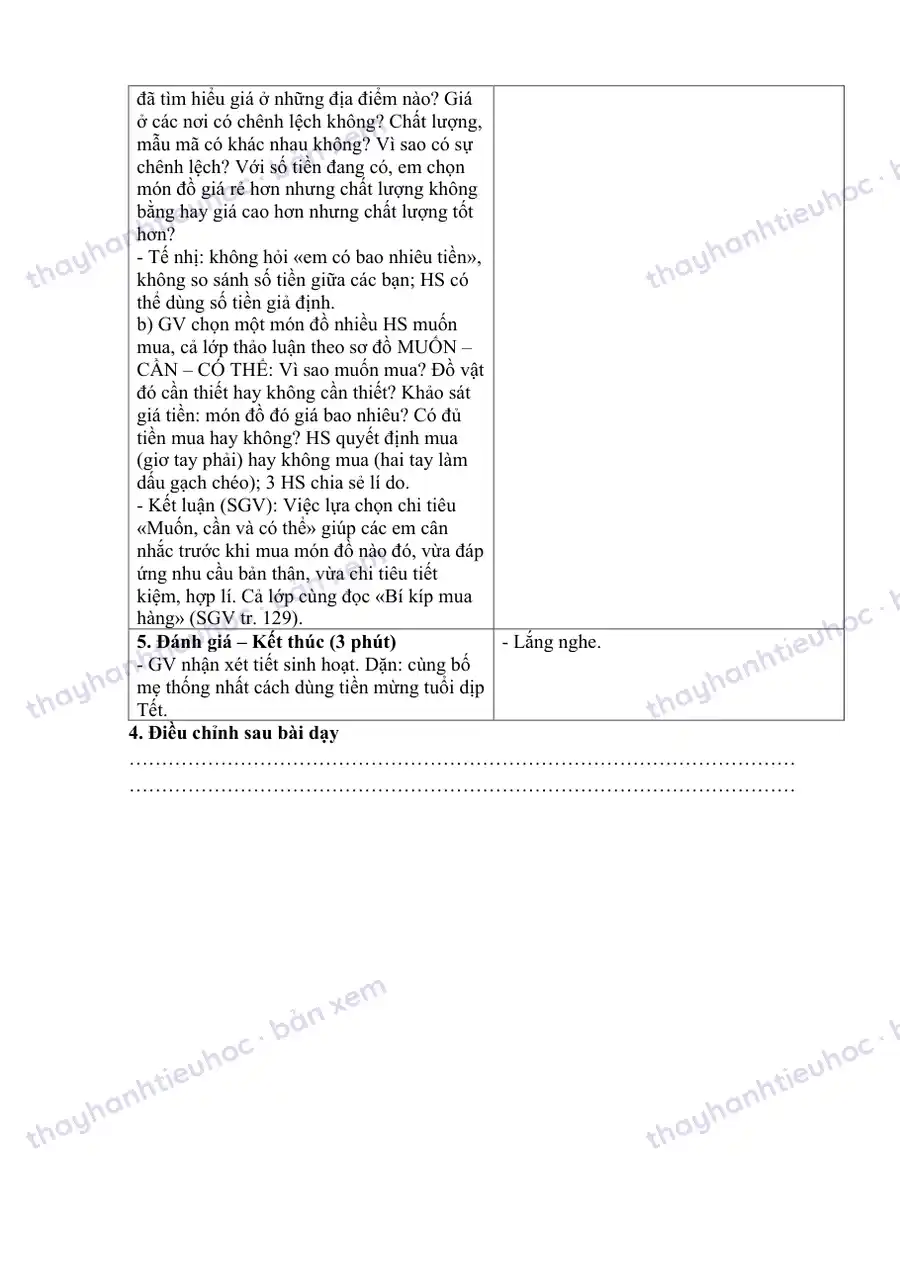 đã tìm hiểu giá ở những địa điểm nào? Giá
ở các nơi có chênh lệch không? Chất lượng,
mẫu mã có khác nhau không? Vì sao có sự
chênh lệch? Với số tiền đang có, em chọn
món đồ giá rẻ hơn nhưng chất lượng không
bằng hay giá cao hơn nhưng chất lượng tốt
hơn?
- Tế nhị: không hỏi «em có bao nhiêu tiền»,
không so sánh số tiền giữa các bạn; HS có
thể dùng số tiền giả định.
b) GV chọn một món đồ nhiều HS muốn
mua, cả lớp thảo luận theo sơ đồ MUỐN –
CẦN – CÓ THỂ: Vì sao muốn mua? Đồ vật
đó cần thiết hay không cần thiết? Khảo sát
giá tiền: món đồ đó giá bao nhiêu? Có đủ
tiền mua hay không? HS quyết định mua
(giơ tay phải) hay không mua (hai tay làm
dấu gạch chéo); 3 HS chia sẻ lí do.
- Kết luận (SGV): Việc lựa chọn chi tiêu
«Muốn, cần và có thể» giúp các em cân
nhắc trước khi mua món đồ nào đó, vừa đáp
ứng nhu cầu bản thân, vừa chi tiêu tiết
kiệm, hợp lí. Cả lớp cùng đọc «Bí kíp mua
hàng» (SGV tr. 129).
5. Đánh giá – Kết thúc (3 phút)
- GV nhận xét tiết sinh hoạt. Dặn: cùng bố
mẹ thống nhất cách dùng tiền mừng tuổi dịp
Tết.
- Lắng nghe.
4. Điều chỉnh sau bài dạy
…………………………………………………………………………………………
…………………………………………………………………………………………
thayhanhtieuhoc · bản xem
thayhanhtieuhoc · b
thayhanhtieuhoc · bản xem
thayhanhtieuhoc · b
thayhanhtieuhoc · bản xem
thayhanhtieuhoc · b